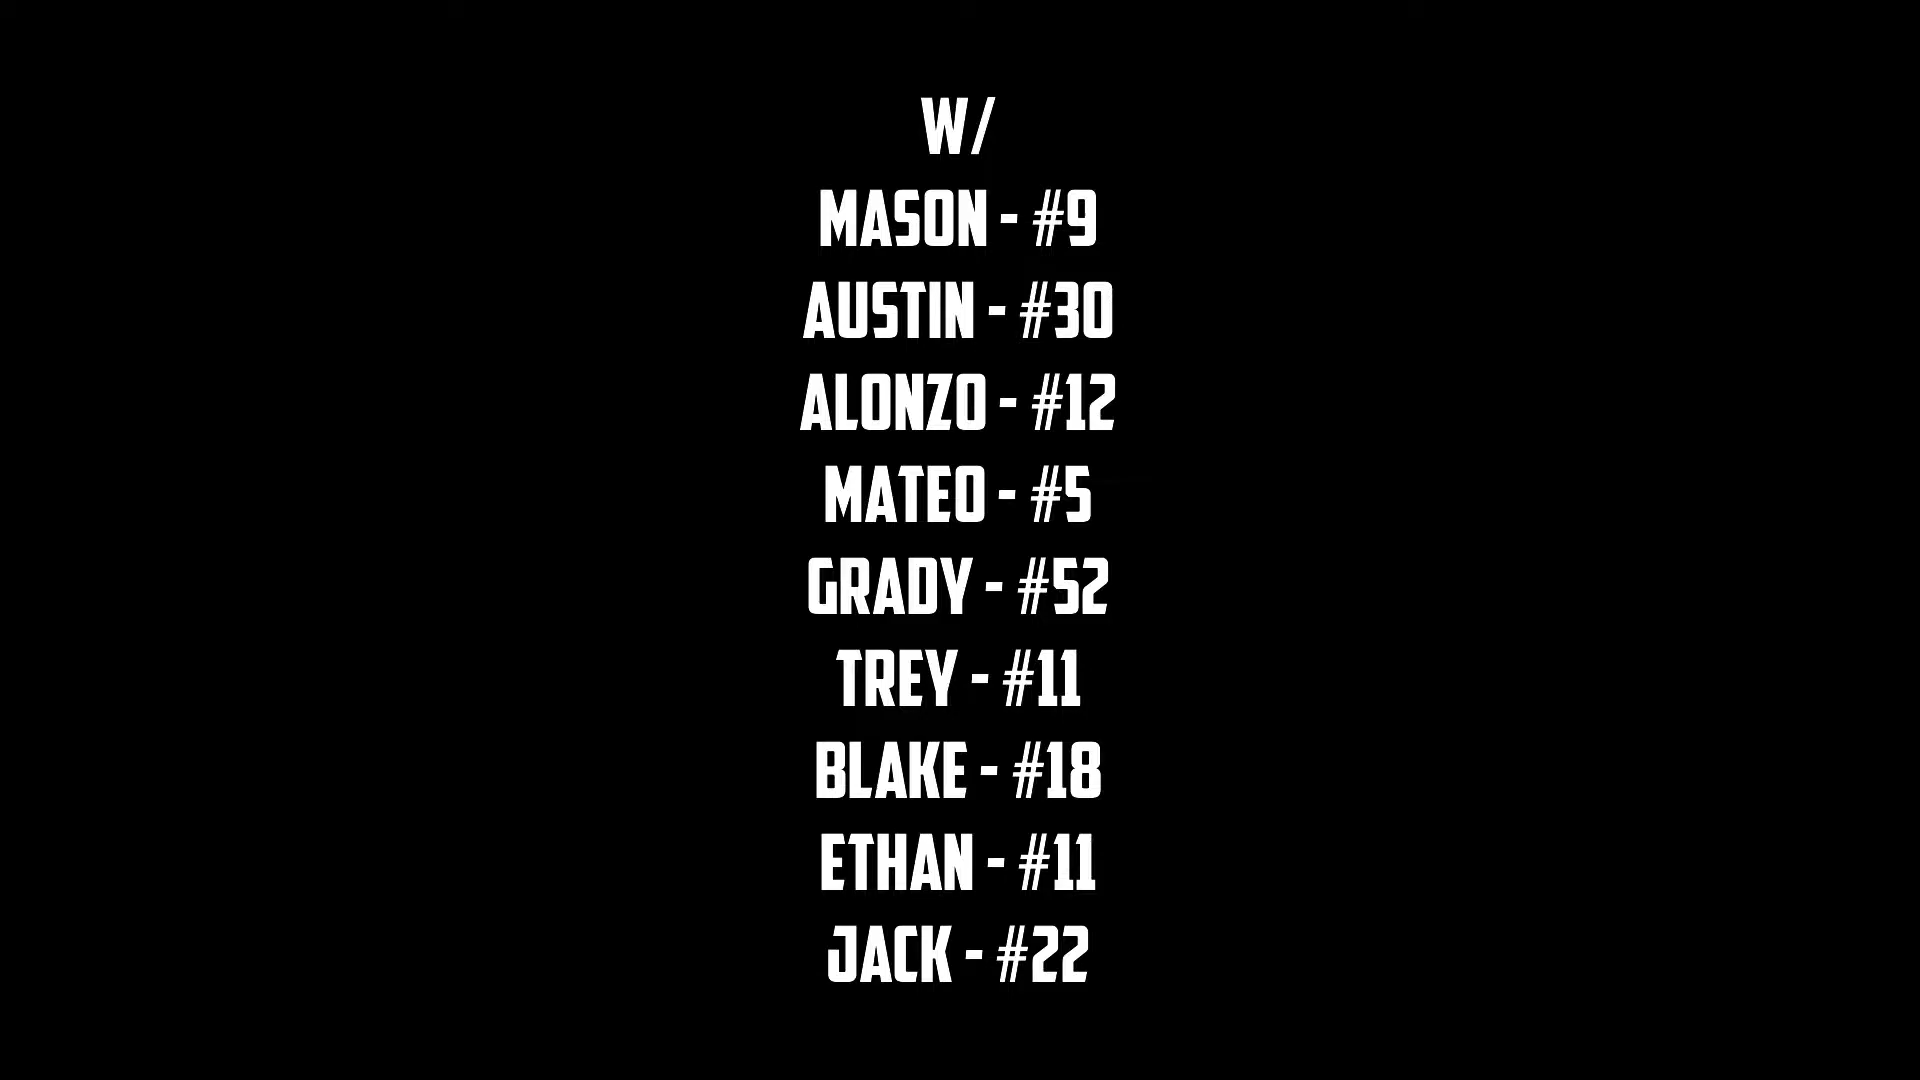 W/
MASON - #9
AUSTIN - #30
ALONZO - #12
MATEO - #5
GRADY - #52
TREY - #11
BLAKE - #18
ETHAN - #11
JACK - #22